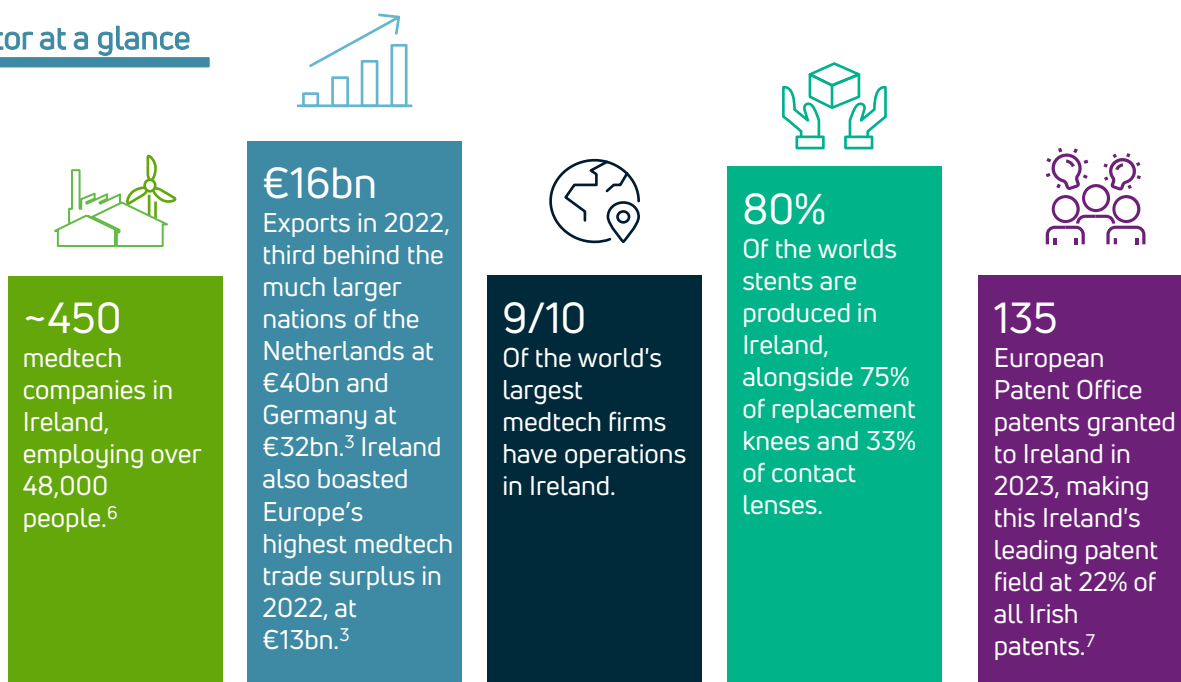 at a glance
~450
medtech
companies in
Ireland,
employing over
48,000
people.6
€16bn
Exports in 2022,
third behind the
much larger
nations of the
Netherlands at
€40bn and
Germany at
€32bn.3 Ireland
also boasted
Europe's
highest medtech
trade surplus in
2022, at
€13bn.3
9/10
Of the world's
largest
medtech firms
have operations
in Ireland.
80%
Of the worlds
stents are
produced in
Ireland,
alongside 75%
of replacement
knees and 33%
of contact
lenses.
135
European
Patent Office
patents granted
to Ireland in
2023, making
this Ireland's
leading patent
field at 22% of
all Irish
patents.7